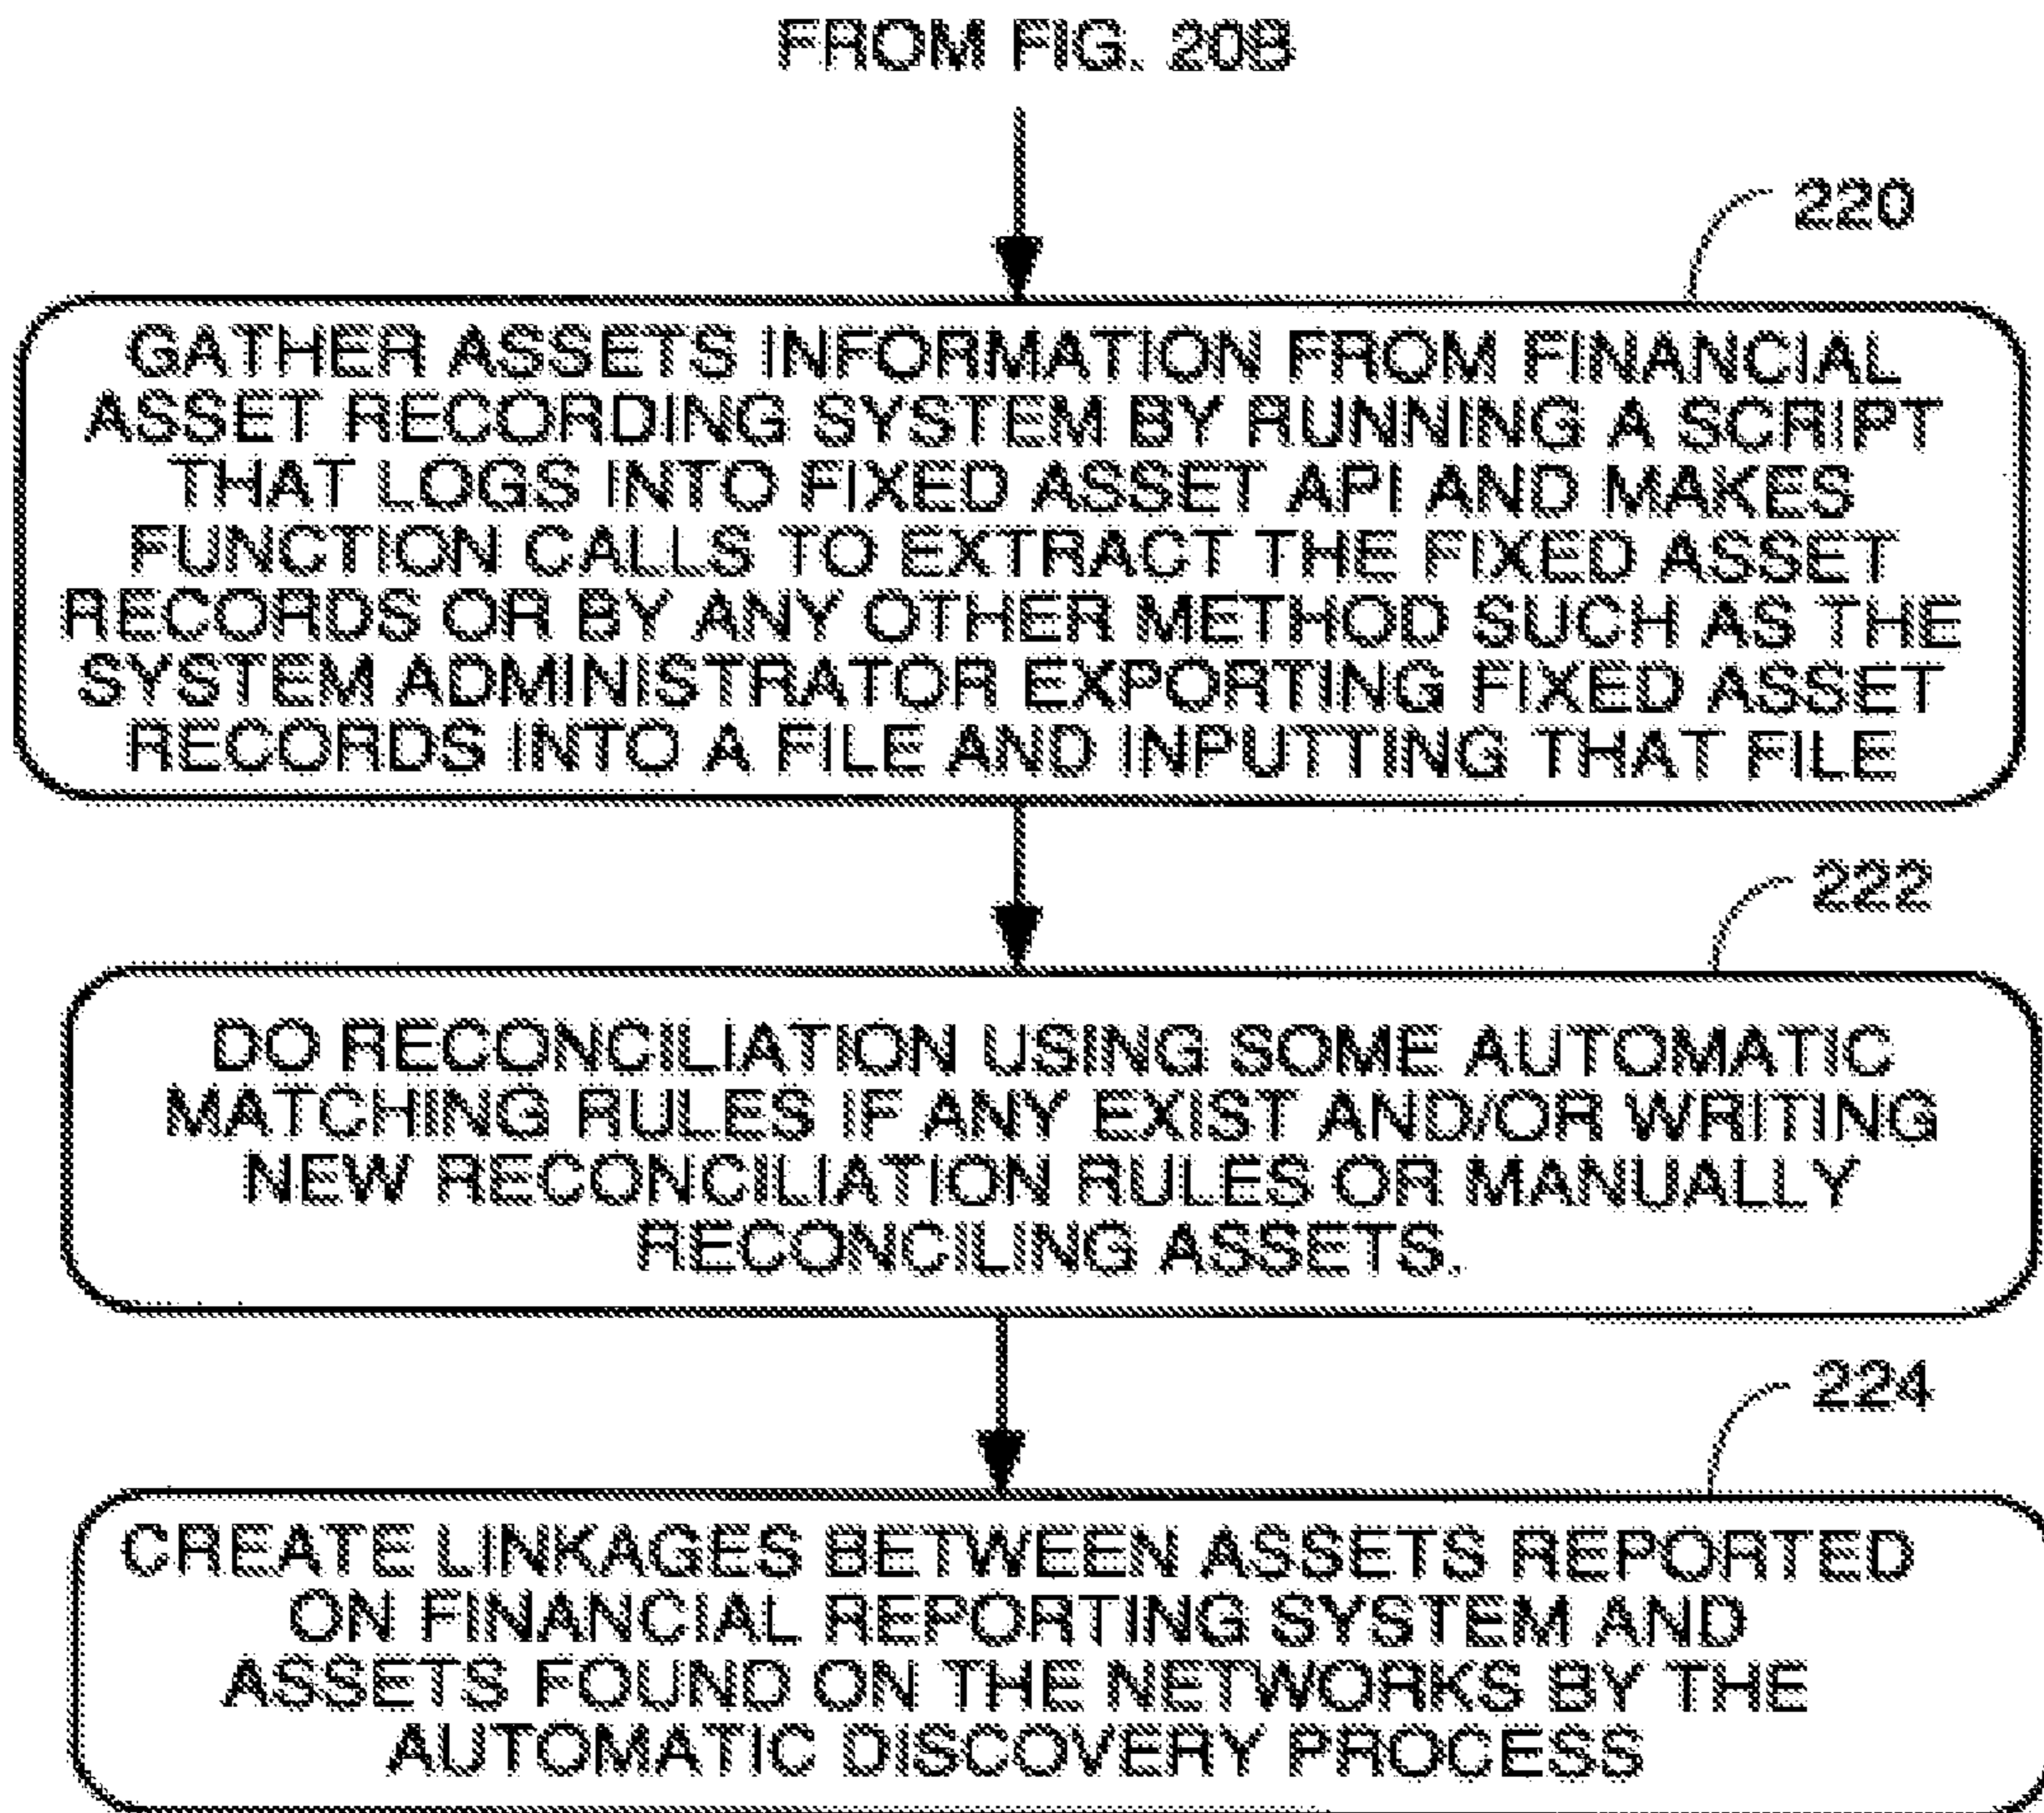 FROM FIG. 20B
220
GATHER ASSETS INFORMATION FROM FINANCIAL
ASSET RECORDING SYSTEM BY RUNNING A SCRIPT
THAT LOGS INTO FIXED ASSET API AND MAKES
FUNCTION CALLS TO EXTRACT THE FIXED ASSET
RECORDS OR BY ANY OTHER METHOD SUCH AS THE
SYSTEM ADMINISTRATOR EXPORTING FIXED ASSET
RECORDS INTO A FILE AND INPUTTING THAT FILE
222
DO RECONCILIATION USING SOME AUTOMATIC
MATCHING RULES IF ANY EXIST AND/OR WRITING
NEW RECONCILIATION RULES OR MANUALLY
RECONCILING ASSETS.
224
CREATE LINKAGES BETWEEN ASSETS REPORTED
ON FINANCIAL REPORTING SYSTEM AND
ASSETS FOUND ON THE NETWORKS BY THE
AUTOMATIC DISCOVERY PROCESS